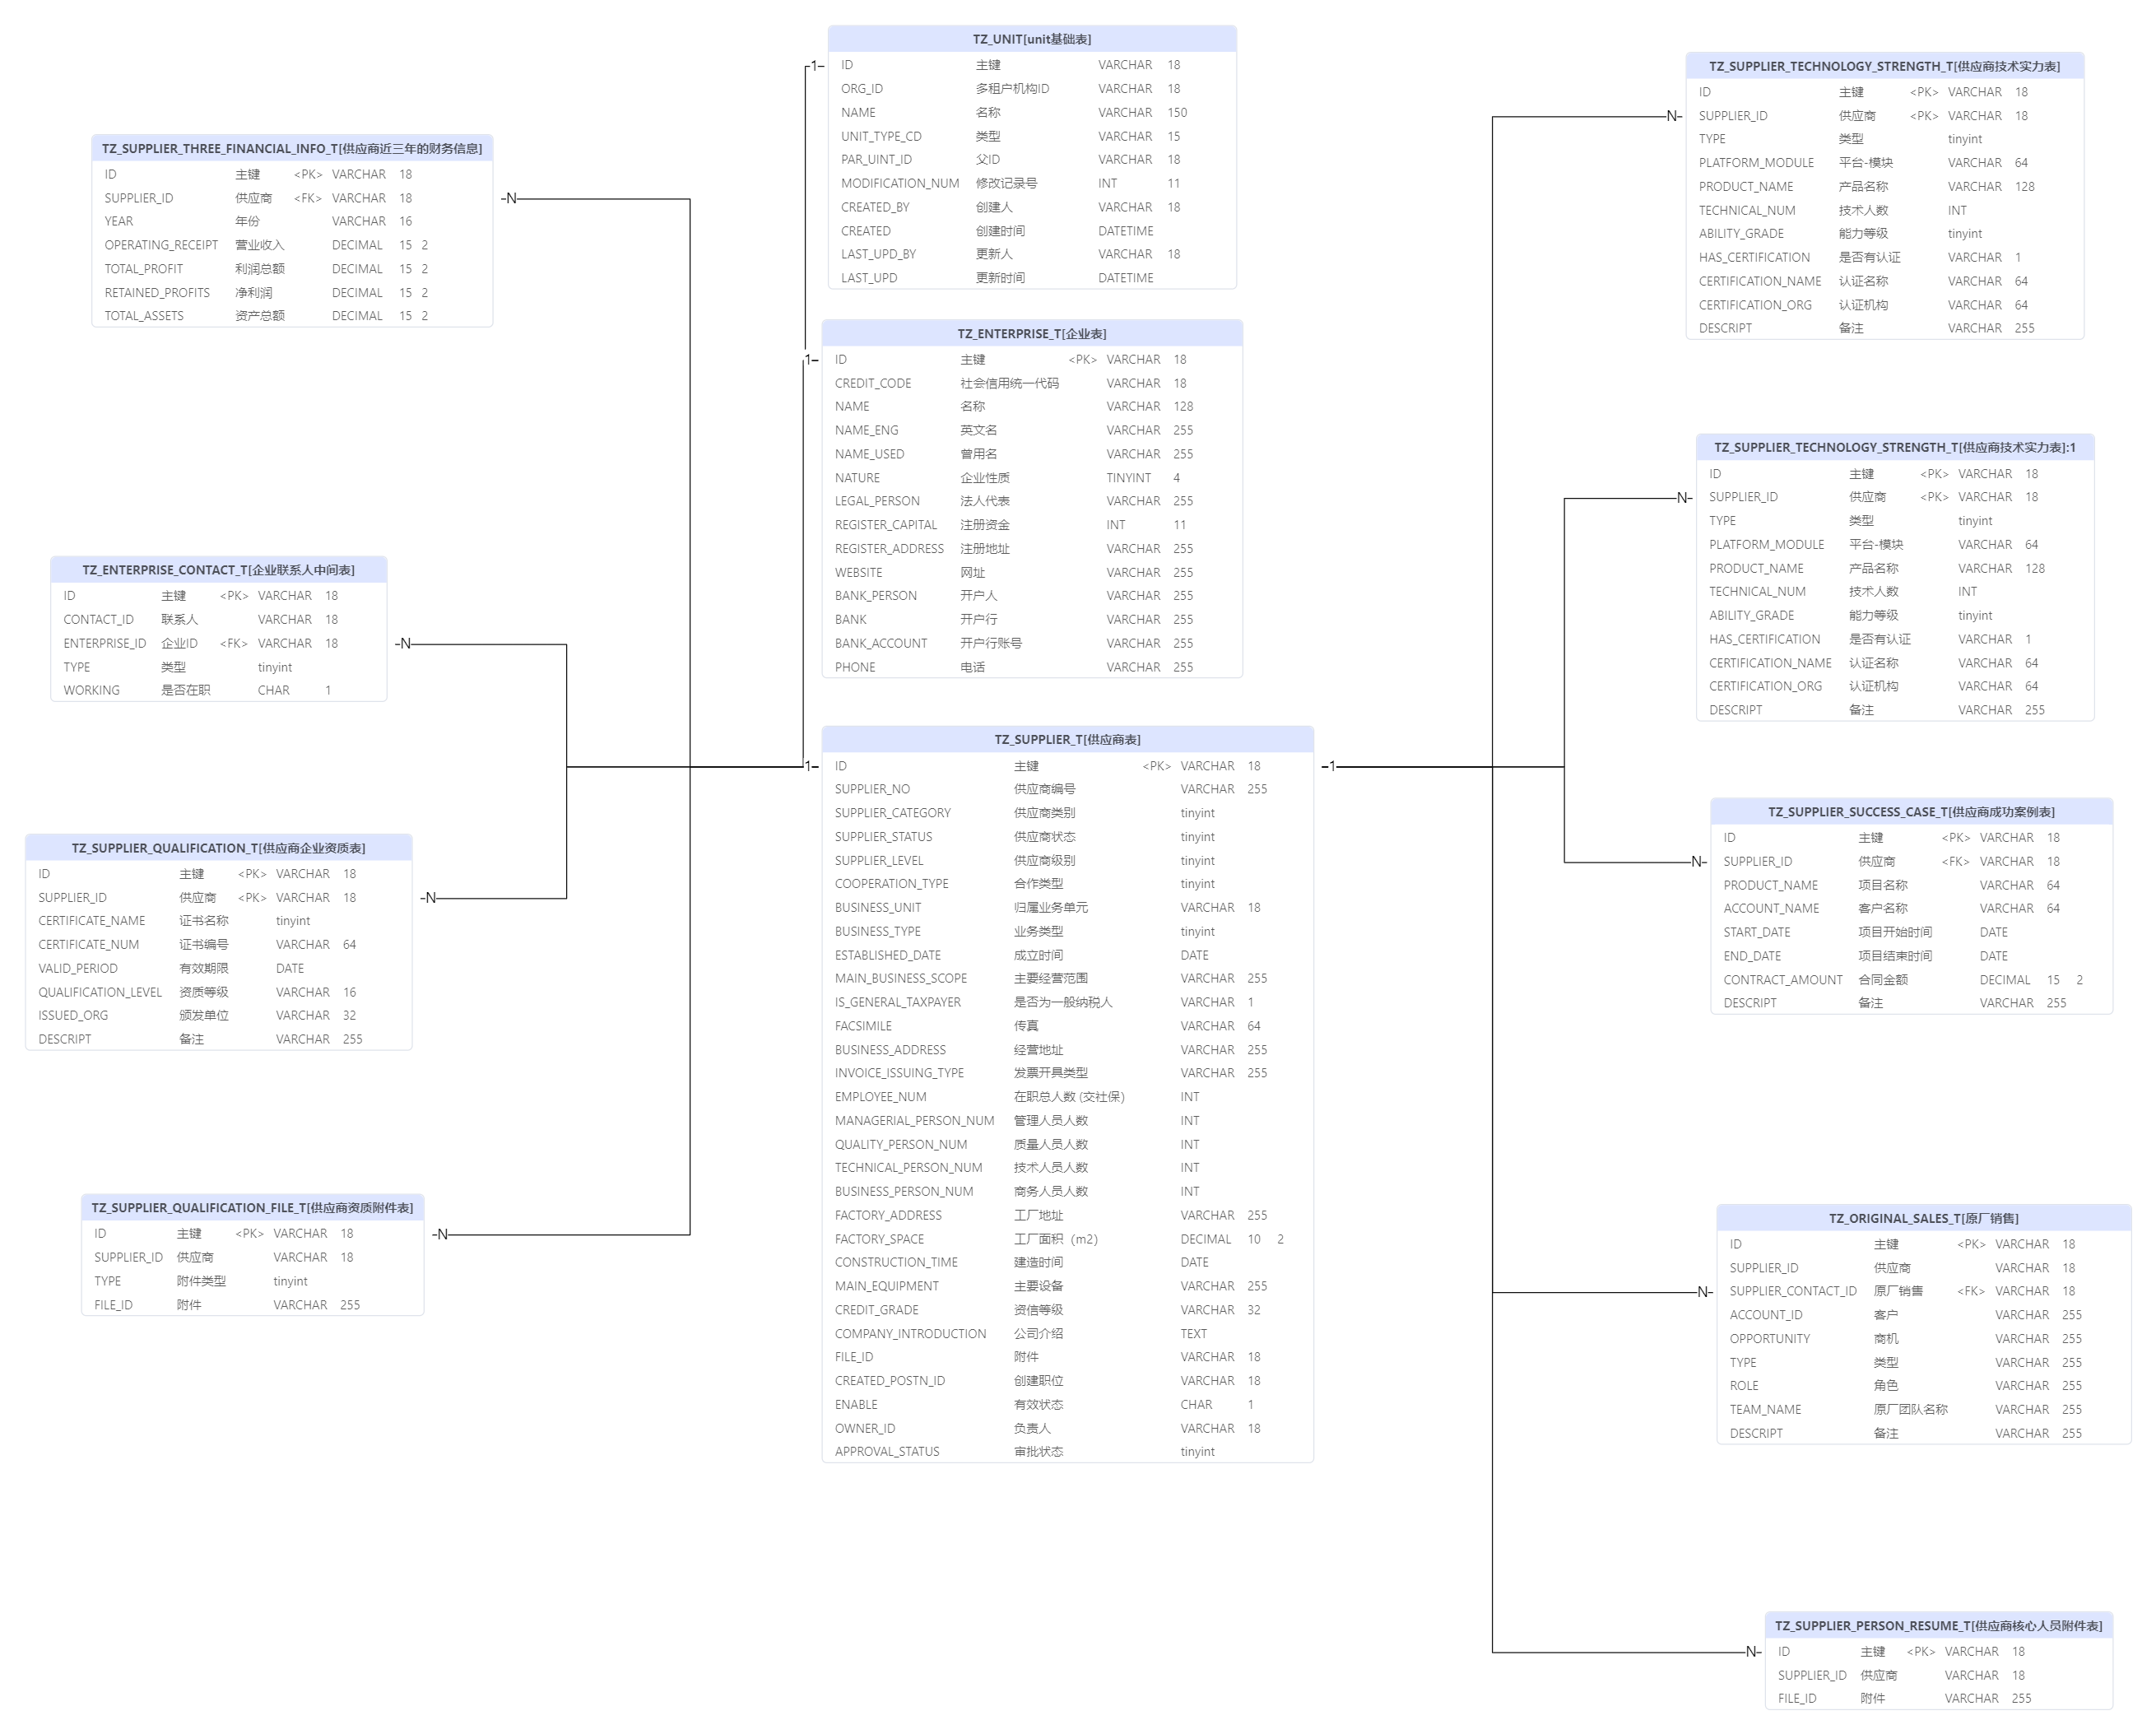 TZ_UNIT[unit基础表]
ID 主键 VARCHAR 18
ORG_ID 多租户机构ID VARCHAR 18
NAME 名称 VARCHAR 150
UNIT_TYPE_CD 类型 VARCHAR 15
PAR_UINT_ID 父ID VARCHAR 18
MODIFICATION_NUM 修改记录号 INT 11
CREATED_BY 创建人 VARCHAR 18
CREATED 创建时间 DATETIME
LAST_UPD_BY 更新人 VARCHAR 18
LAST_UPD 更新时间 DATETIME
1
TZ_SUPPLIER_THREE_FINANCIAL_INFO_T[供应商近三年的财务信息]
ID 主键 <PK> VARCHAR 18
SUPPLIER_ID 供应商 <FK> VARCHAR 18
YEAR 年份 VARCHAR 16
OPERATING_RECEIPT 营业收入 DECIMAL 15 2
TOTAL_PROFIT 利润总额 DECIMAL 15 2
RETAINED_PROFITS 净利润 DECIMAL 15 2
TOTAL_ASSETS 资产总额 DECIMAL 15 2
N
TZ_ENTERPRISE_T[企业表]
ID 主键 <PK> VARCHAR 18
CREDIT_CODE 社会信用统一代码 VARCHAR 18
NAME 名称 VARCHAR 128
NAME_ENG 英文名 VARCHAR 255
NAME_USED 曾用名 VARCHAR 255
NATURE 企业性质 TINYINT 4
LEGAL_PERSON 法人代表 VARCHAR 255
REGISTER_CAPITAL 注册资金 INT 11
REGISTER_ADDRESS 注册地址 VARCHAR 255
WEBSITE 网址 VARCHAR 255
BANK_PERSON 开户人 VARCHAR 255
BANK 开户行 VARCHAR 255
BANK_ACCOUNT 开户行账号 VARCHAR 255
PHONE 电话 VARCHAR 255
1
TZ_ENTERPRISE_CONTACT_T[企业联系人中间表]
ID 主键 <PK> VARCHAR 18
CONTACT_ID 联系人 VARCHAR 18
ENTERPRISE_ID 企业ID <FK> VARCHAR 18
TYPE 类型 tinyint
WORKING 是否在职 CHAR 1
N
TZ_SUPPLIER_QUALIFICATION_T[供应商企业资质表]
ID 主键 <PK> VARCHAR 18
SUPPLIER_ID 供应商 <PK> VARCHAR 18
CERTIFICATE_NAME 证书名称 tinyint
CERTIFICATE_NUM 证书编号 VARCHAR 64
VALID_PERIOD 有效期限 DATE
QUALIFICATION_LEVEL 资质等级 VARCHAR 16
ISSUED_ORG 颁发单位 VARCHAR 32
DESCRIPT 备注 VARCHAR 255
N
TZ_SUPPLIER_QUALIFICATION_FILE_T[供应商资质附件表]
ID 主键 <PK> VARCHAR 18
SUPPLIER_ID 供应商 VARCHAR 18
TYPE 附件类型 tinyint
FILE_ID 附件 VARCHAR 255
N
TZ_SUPPLIER_T[供应商表]
ID 主键 <PK> VARCHAR 18
SUPPLIER_NO 供应商编号 VARCHAR 255
SUPPLIER_CATEGORY 供应商类别 tinyint
SUPPLIER_STATUS 供应商状态 tinyint
SUPPLIER_LEVEL 供应商级别 tinyint
COOPERATION_TYPE 合作类型 tinyint
BUSINESS_UNIT 归属业务单元 VARCHAR 18
BUSINESS_TYPE 业务类型 tinyint
ESTABLISHED_DATE 成立时间 DATE
MAIN_BUSINESS_SCOPE 主要经营范围 VARCHAR 255
IS_GENERAL_TAXPAYER 是否为一般纳税人 VARCHAR 1
FACSIMILE 传真 VARCHAR 64
BUSINESS_ADDRESS 经营地址 VARCHAR 255
INVOICE_ISSUING_TYPE 发票开具类型 VARCHAR 255
EMPLOYEE_NUM 在职总人数 (交社保) INT
MANAGERIAL_PERSON_NUM 管理人员人数 INT
QUALITY_PERSON_NUM 质量人员人数 INT
TECHNICAL_PERSON_NUM 技术人员人数 INT
BUSINESS_PERSON_NUM 商务人员人数 INT
FACTORY_ADDRESS 工厂地址 VARCHAR 255
FACTORY_SPACE 工厂面积（m2） DECIMAL 10 2
CONSTRUCTION_TIME 建造时间 DATE
MAIN_EQUIPMENT 主要设备 VARCHAR 255
CREDIT_GRADE 资信等级 VARCHAR 32
COMPANY_INTRODUCTION 公司介绍 TEXT
FILE_ID 附件 VARCHAR 18
CREATED_POSTN_ID 创建职位 VARCHAR 18
ENABLE 有效状态 CHAR 1
OWNER_ID 负责人 VARCHAR 18
APPROVAL_STATUS 审批状态 tinyint
1
1
TZ_SUPPLIER_TECHNOLOGY_STRENGTH_T[供应商技术实力表]
ID 主键 <PK> VARCHAR 18
SUPPLIER_ID 供应商 <PK> VARCHAR 18
TYPE 类型 tinyint
PLATFORM_MODULE 平台-模块 VARCHAR 64
PRODUCT_NAME 产品名称 VARCHAR 128
TECHNICAL_NUM 技术人数 INT
ABILITY_GRADE 能力等级 tinyint
HAS_CERTIFICATION 是否有认证 VARCHAR 1
CERTIFICATION_NAME 认证名称 VARCHAR 64
CERTIFICATION_ORG 认证机构 VARCHAR 64
DESCRIPT 备注 VARCHAR 255
N
TZ_SUPPLIER_TECHNOLOGY_STRENGTH_T[供应商技术实力表]:1
ID 主键 <PK> VARCHAR 18
SUPPLIER_ID 供应商 <PK> VARCHAR 18
TYPE 类型 tinyint
PLATFORM_MODULE 平台-模块 VARCHAR 64
PRODUCT_NAME 产品名称 VARCHAR 128
TECHNICAL_NUM 技术人数 INT
ABILITY_GRADE 能力等级 tinyint
HAS_CERTIFICATION 是否有认证 VARCHAR 1
CERTIFICATION_NAME 认证名称 VARCHAR 64
CERTIFICATION_ORG 认证机构 VARCHAR 64
DESCRIPT 备注 VARCHAR 255
N
TZ_SUPPLIER_SUCCESS_CASE_T[供应商成功案例表]
ID 主键 <PK> VARCHAR 18
SUPPLIER_ID 供应商 <FK> VARCHAR 18
PRODUCT_NAME 项目名称 VARCHAR 64
ACCOUNT_NAME 客户名称 VARCHAR 64
START_DATE 项目开始时间 DATE
END_DATE 项目结束时间 DATE
CONTRACT_AMOUNT 合同金额 DECIMAL 15 2
DESCRIPT 备注 VARCHAR 255
N
TZ_ORIGINAL_SALES_T[原厂销售]
ID 主键 <PK> VARCHAR 18
SUPPLIER_ID 供应商 VARCHAR 18
SUPPLIER_CONTACT_ID 原厂销售 <FK> VARCHAR 18
ACCOUNT_ID 客户 VARCHAR 255
OPPORTUNITY 商机 VARCHAR 255
TYPE 类型 VARCHAR 255
ROLE 角色 VARCHAR 255
TEAM_NAME 原厂团队名称 VARCHAR 255
DESCRIPT 备注 VARCHAR 255
N
TZ_SUPPLIER_PERSON_RESUME_T[供应商核心人员附件表]
ID 主键 <PK> VARCHAR 18
SUPPLIER_ID 供应商 VARCHAR 18
FILE_ID 附件 VARCHAR 255
N